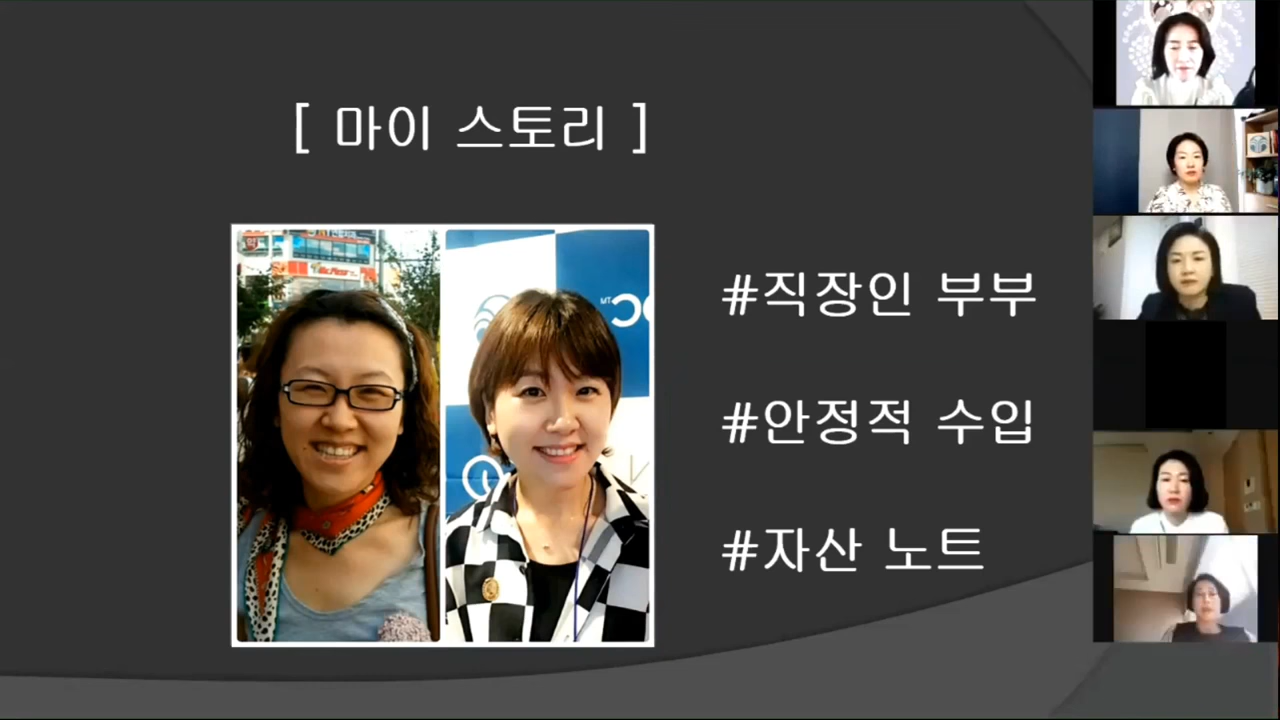 [ 마이 스토리 ]
#직장인 부부
#안정적 수입
#자산 노트